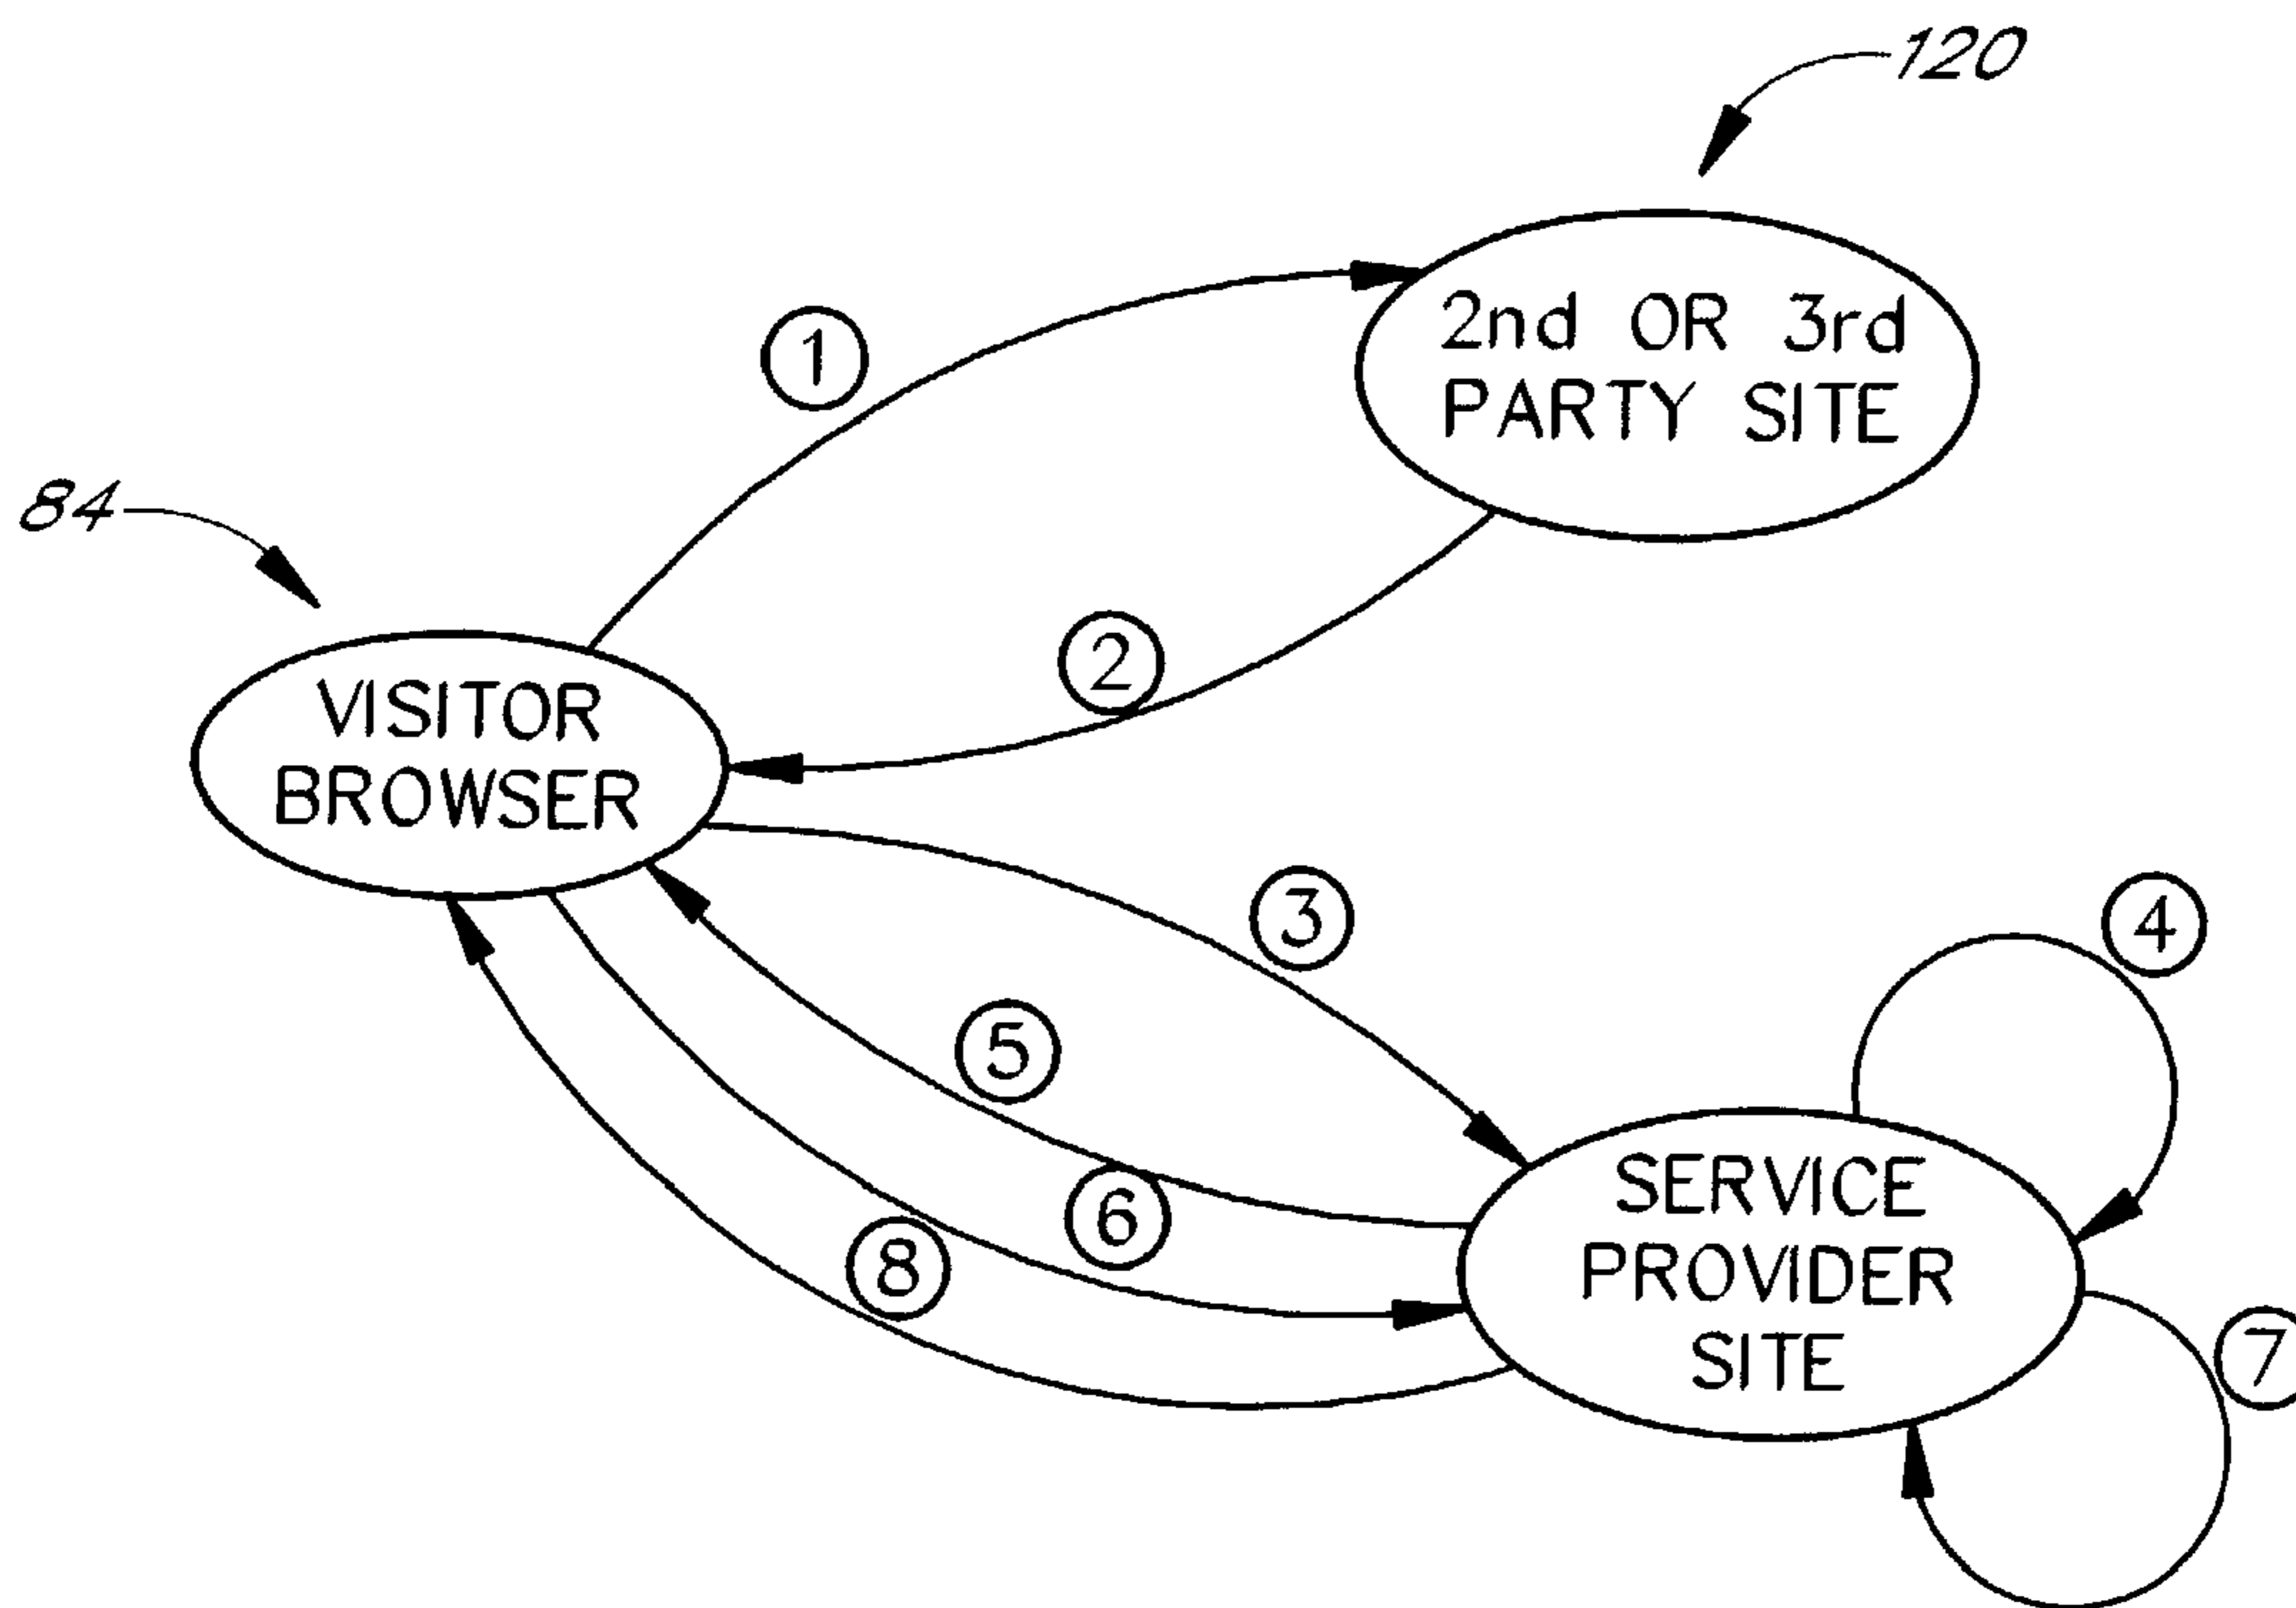 120
1
2nd OR 3rd
PARTY SITE
84
2
VISITOR
BROWSER
3
4
5
6
8
SERVICE
PROVIDER
SITE
7